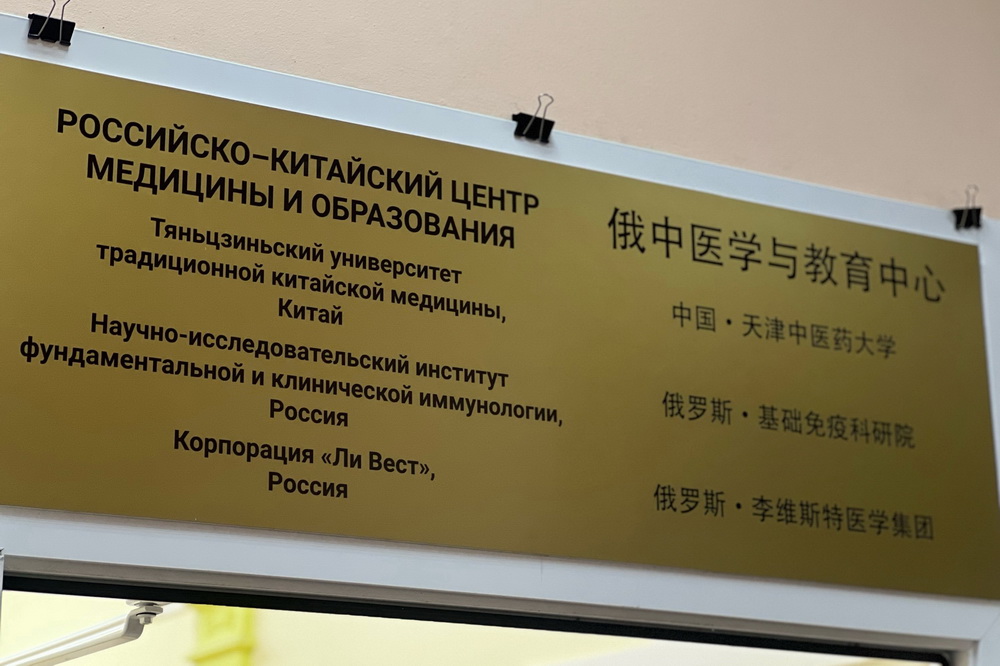 РОССИЙСКО–КИТАЙСКИЙ ЦЕНТР
МЕДИЦИНЫ И ОБРАЗОВАНИЯ
Тяньцзиньский университет
традиционной китайской медицины,
Китай
Научно-исследовательский институт
фундаментальной и клинической иммунологии,
Россия
Корпорация «Ли Вест»,
Россия
俄中医学与教育中心
中国·天津中医药大学
俄罗斯·基础免疫科研院
俄罗斯·李维斯特医学集团